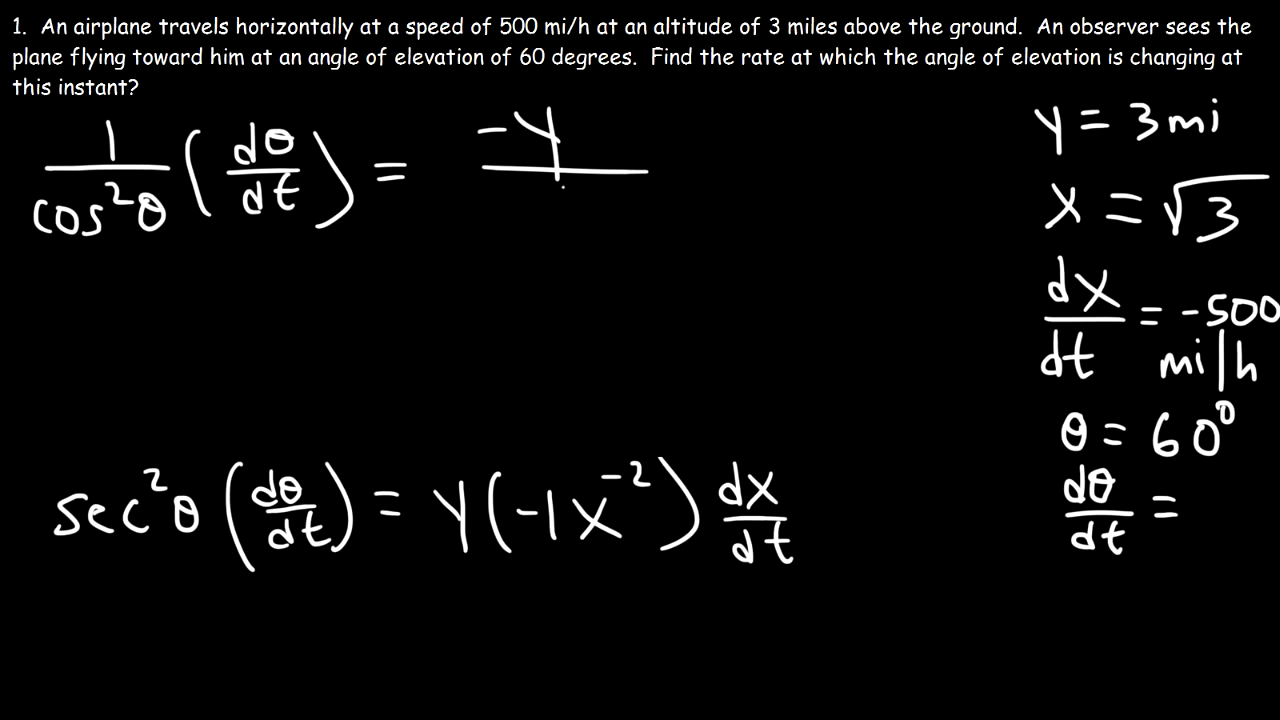 1. An airplane travels horizontally at a speed of 500 mi/h at an altitude of 3 miles above the ground. An observer sees the
plane flying toward him at an angle of elevation of 60 degrees. Find the rate at which the angle of elevation is changing at
this instant?
1/cos²θ (dθ/dt) = -y/
y = 3 mi
x = √3
dx/dt = -500
mi/h
θ = 60⁰
sec²θ (dθ/dt) = y(-1x⁻²) dx/dt
dθ/dt =